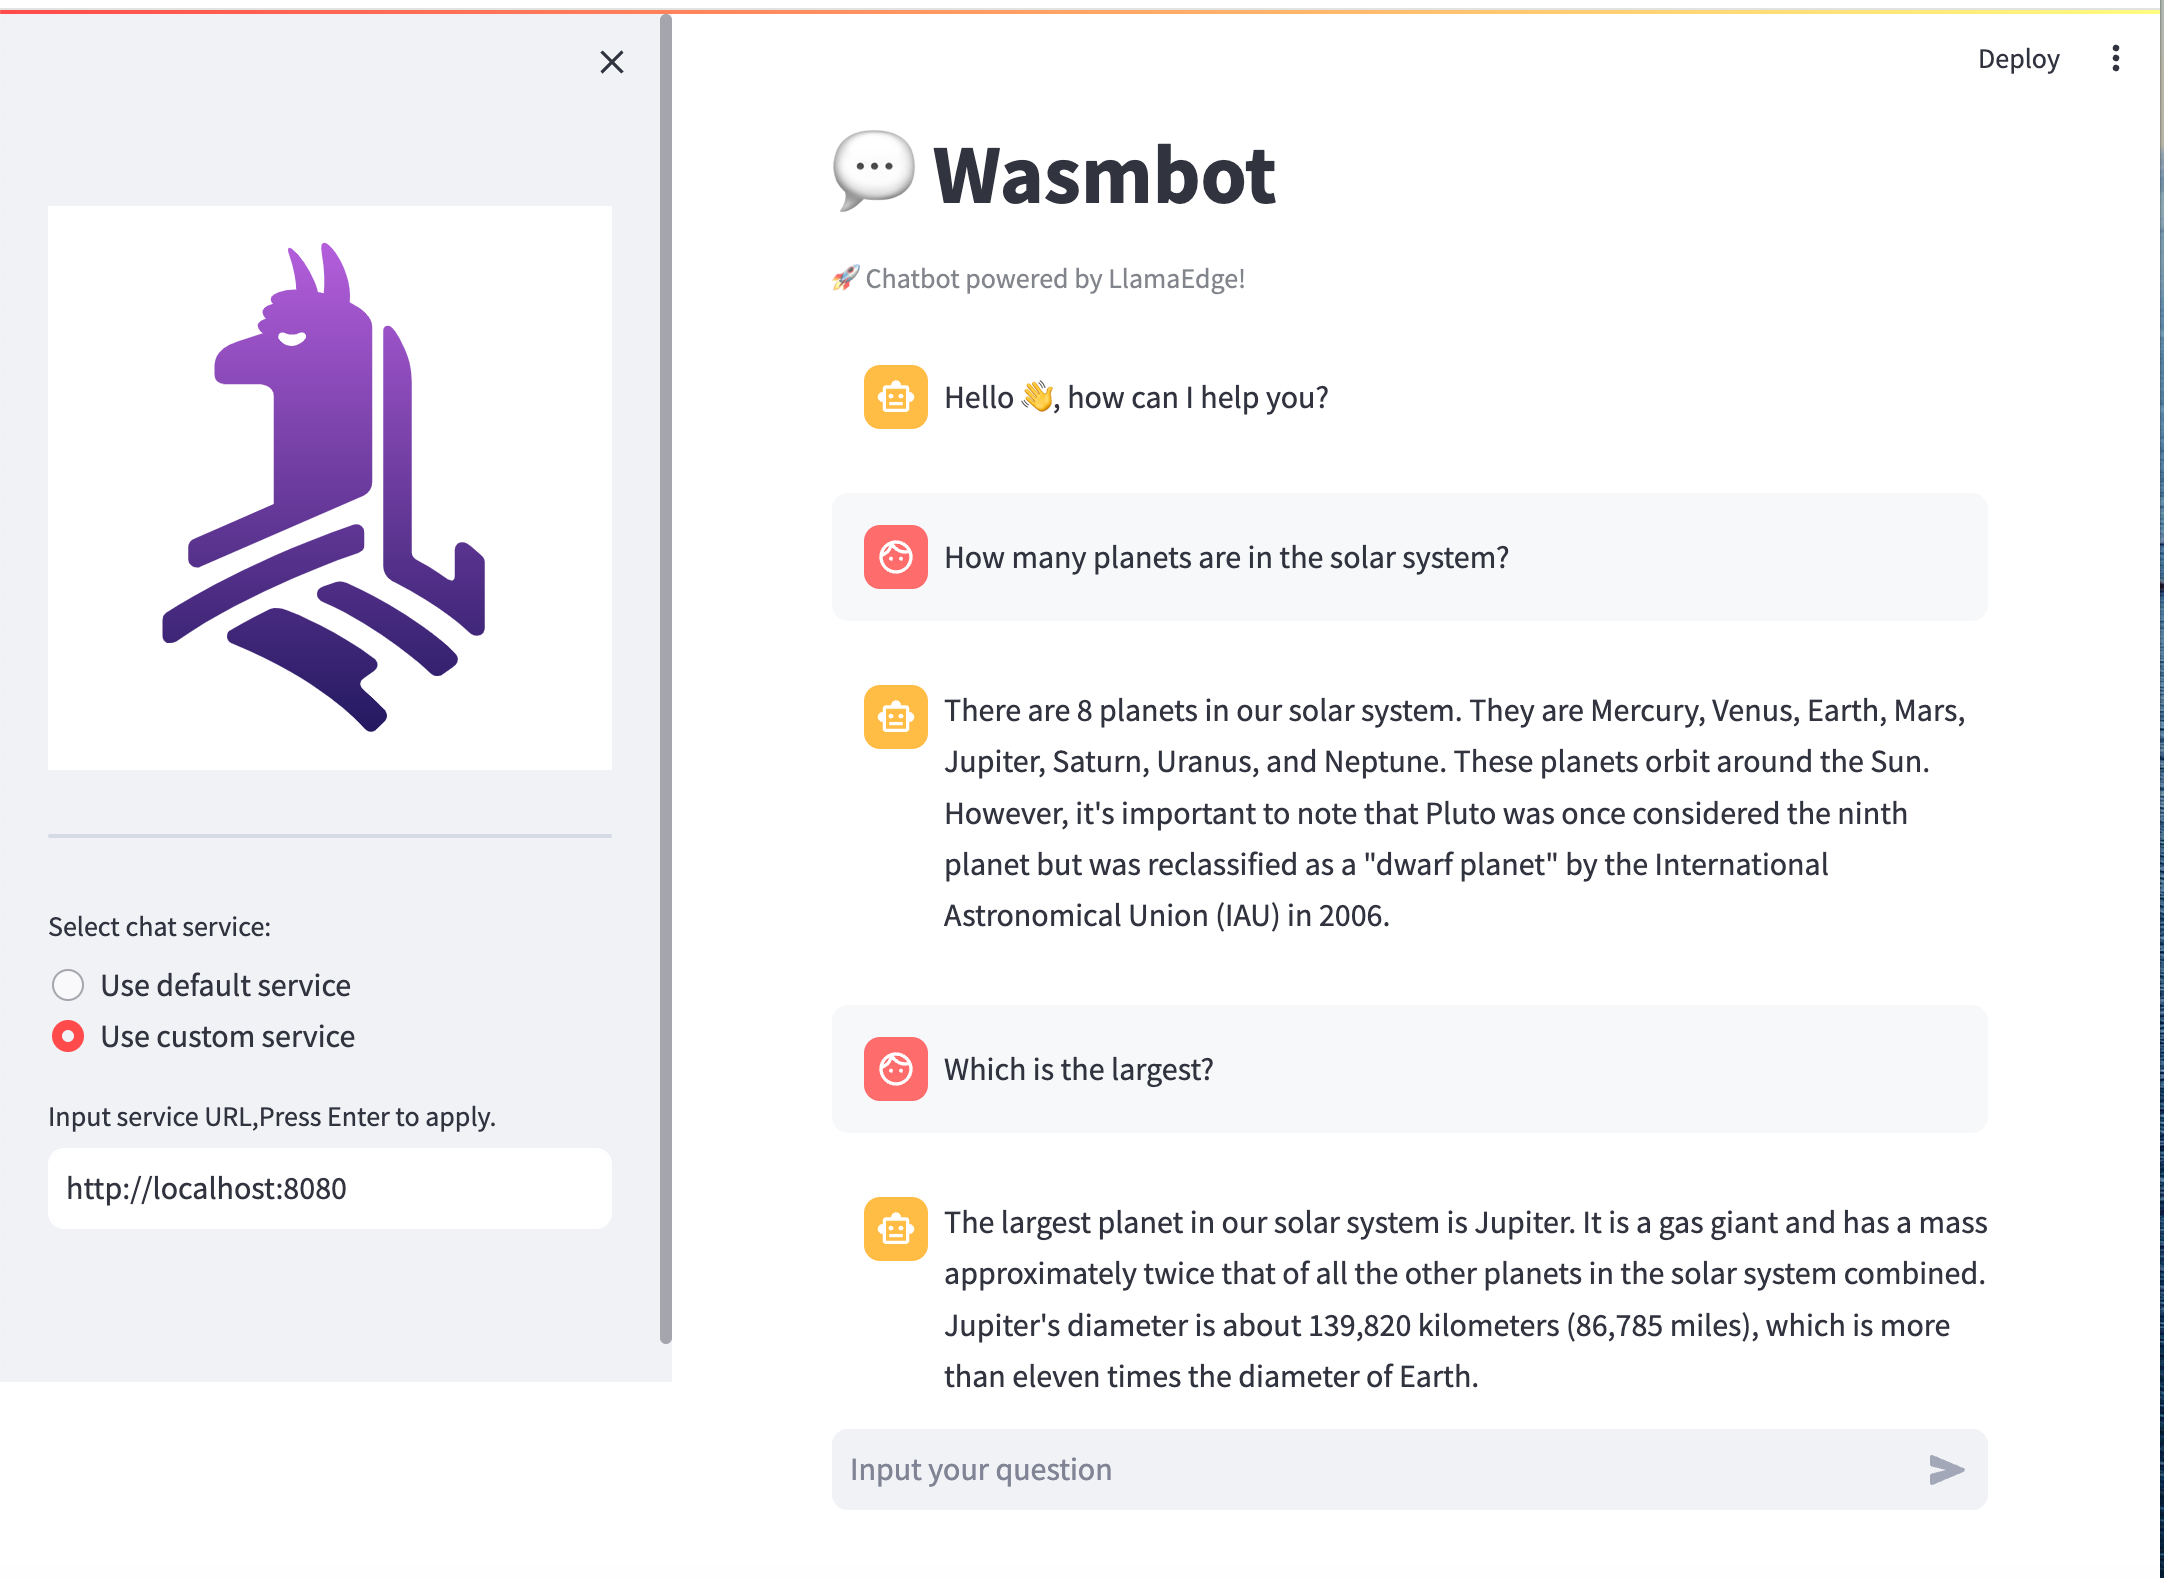 Deploy
💬 Wasmbot
🚀 Chatbot powered by LlamaEdge!
Hello 👋, how can I help you?
How many planets are in the solar system?
There are 8 planets in our solar system. They are Mercury, Venus, Earth, Mars,
Jupiter, Saturn, Uranus, and Neptune. These planets orbit around the Sun.
However, it's important to note that Pluto was once considered the ninth
planet but was reclassified as a "dwarf planet" by the International
Astronomical Union (IAU) in 2006.
Which is the largest?
The largest planet in our solar system is Jupiter. It is a gas giant and has a mass
approximately twice that of all the other planets in the solar system combined.
Jupiter's diameter is about 139,820 kilometers (86,785 miles), which is more
than eleven times the diameter of Earth.
Input your question
Select chat service:
Use default service
Use custom service
Input service URL,Press Enter to apply.
http://localhost:8080